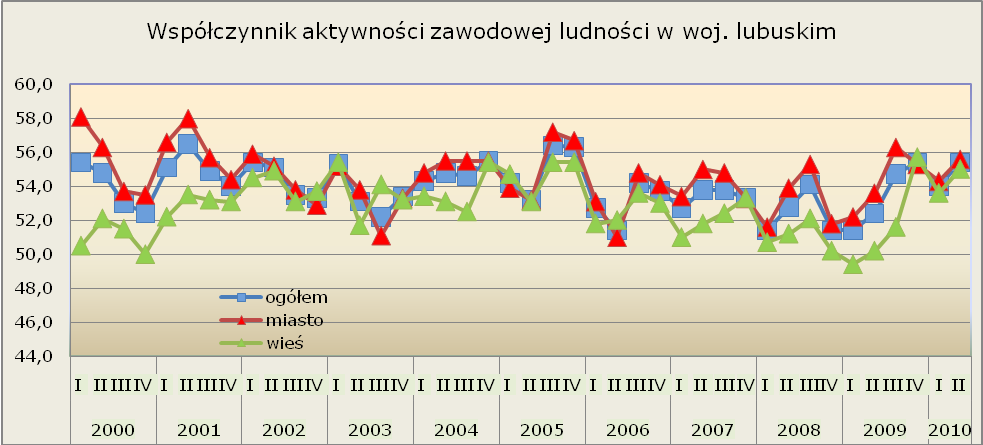 Współczynnik aktywności zawodowej ludności w woj. lubuskim
60,0
58,0
56,0
54,0
52,0
50,0
48,0
46,0
44,0
ogółem
miasto
wieś
I II III IV I II III IV I II III IV I II III IV I II III IV I II III IV I II III IV I II III IV I II III IV I II III IV I II
2000 2001 2002 2003 2004 2005 2006 2007 2008 2009 2010